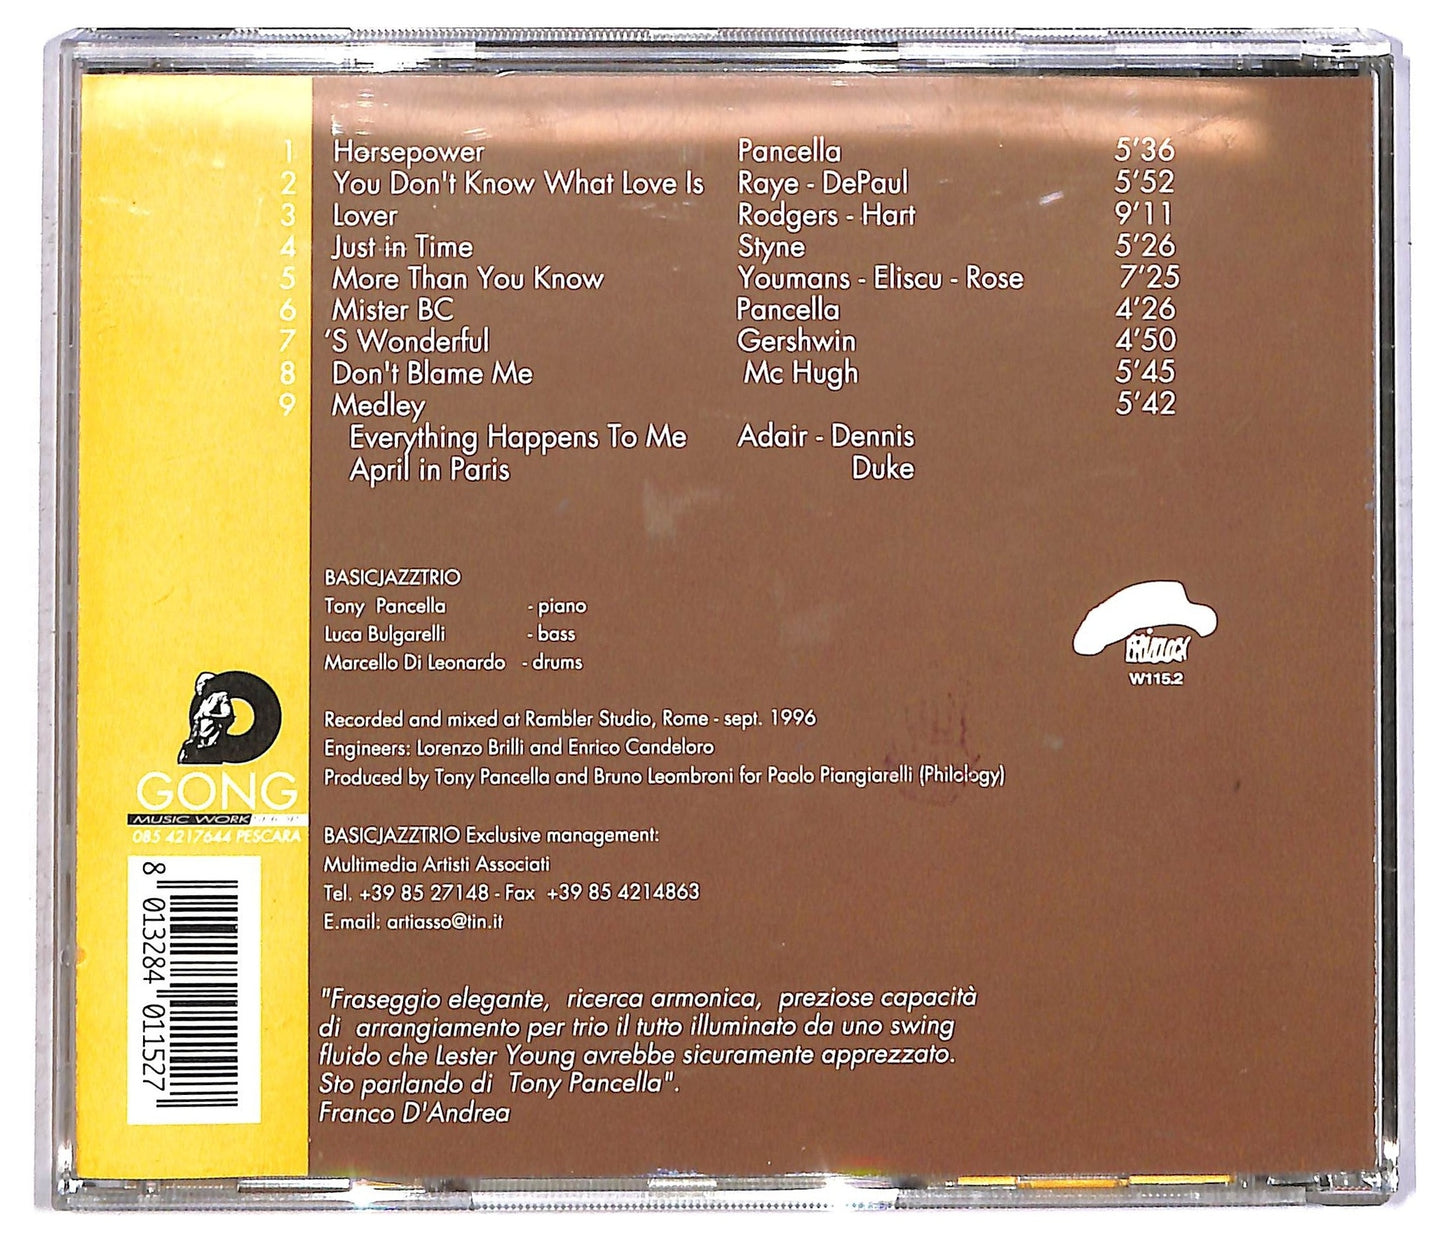 1 Horsepower Pancella 5'36
2 You Don't Know What Love Is Raye - DePaul 5'52
3 Lover Rodgers - Hart 9'11
4 Just in Time Styne 5'26
5 More Than You Know Youmans - Eliscu - Rose 7'25
6 Mister BC Pancella 4'26
7 'S Wonderful Gershwin 4'50
8 Don't Blame Me Mc Hugh 5'45
9 Medley 5'42
Everything Happens To Me Adair - Dennis
April in Paris Duke
BASICJAZZTRIO
Tony Pancella - piano
Luca Bulgarelli - bass
Marcello Di Leonardo - drums
W115.2
Recorded and mixed at Rambler Studio, Rome - sept. 1996
Engineers: Lorenzo Brilli and Enrico Candeloro
Produced by Tony Pancella and Bruno Leombroni for Paolo Piangiarelli (Philology)
GONG
MUSIC WORKSHOP
085 4217644 PESCARA
BASICJAZZTRIO Exclusive management:
Multimedia Artisti Associati
Tel. +39 85 27148 - Fax +39 85 4214863
E.mail: artiasso@tin.it
8 013284 011527
"Fraseggio elegante, ricerca armonica, preziose capacità
di arrangiamento per trio il tutto illuminato da uno swing
fluido che Lester Young avrebbe sicuramente apprezzato.
Sto parlando di Tony Pancella".
Franco D'Andrea